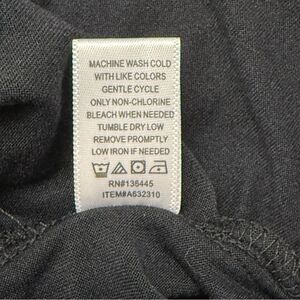 MACHINE WASH COLD
WITH LIKE COLORS
GENTLE CYCLE
ONLY NON-CHLORINE
BLEACH WHEN NEEDED
TUMBLE DRY LOW
REMOVE PROMPTLY
LOW IRON IF NEEDED
RN#136445
ITEM#A632310